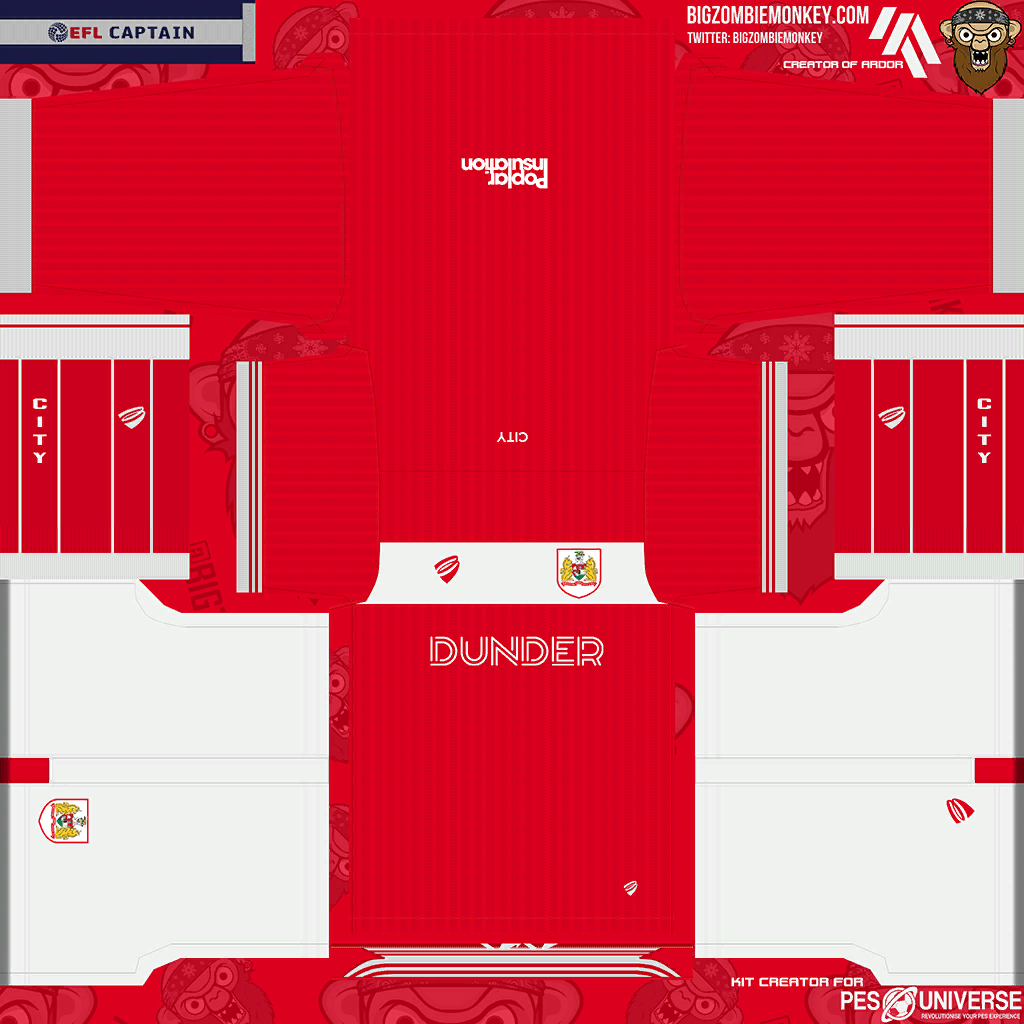 EFL CAPTAIN
BIGZOMBIEMONKEY.COM
TWITTER: BIGZOMBIEMONKEY
CREATOR OF ARDOR
Poplar
Insulation
CITY
CITY
CITY
DUNDER
KIT CREATOR FOR
PES UNIVERSE
REVOLUTIONISE YOUR PES EXPERIENCE